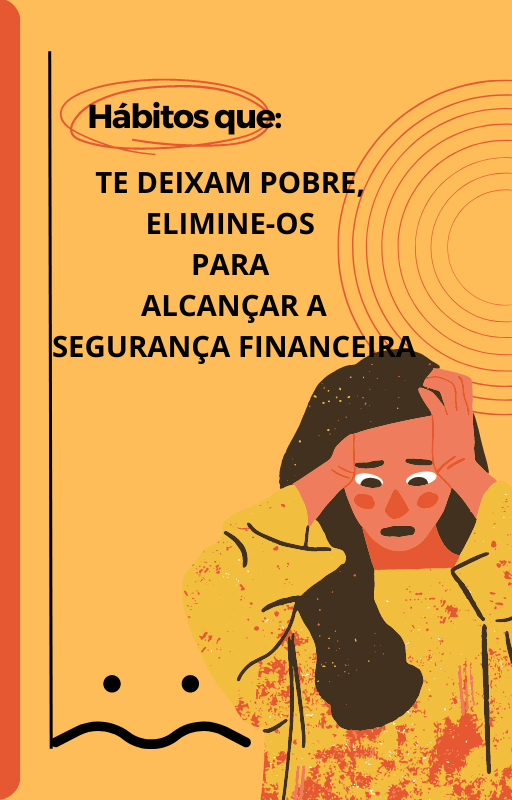 Hábitos que:
TE DEIXAM POBRE,
ELIMINE-OS
PARA
ALCANÇAR A
SEGURANÇA FINANCEIRA